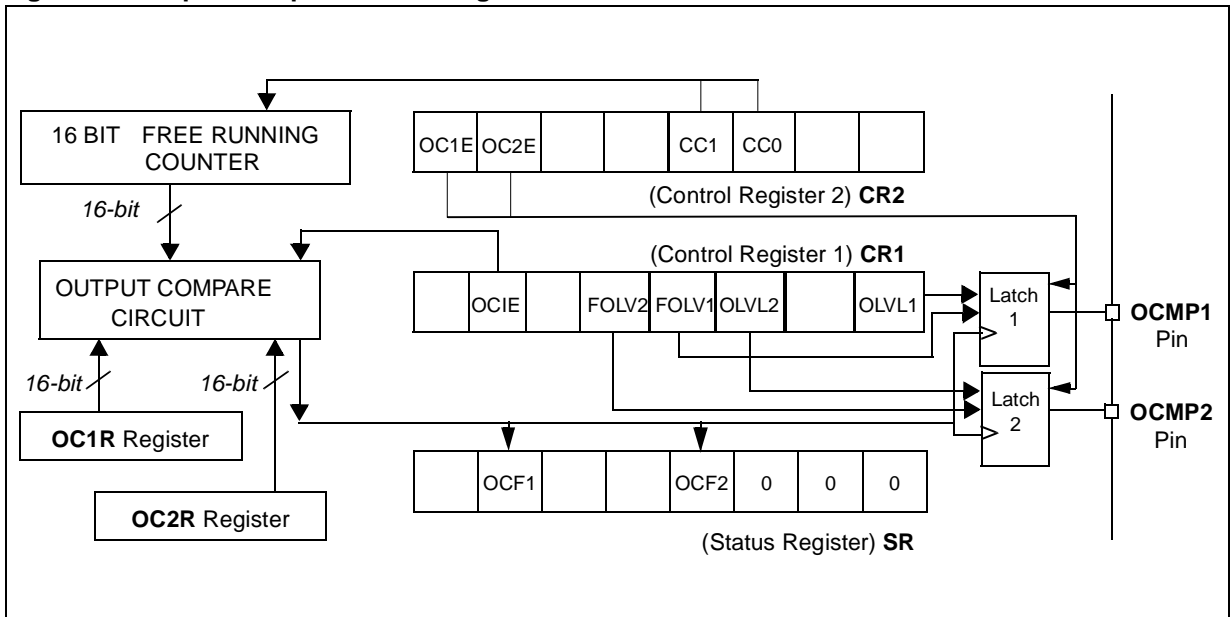 16 BIT FREE RUNNING
COUNTER
OC1E OC2E CC1 CC0
(Control Register 2) CR2
16-bit
(Control Register 1) CR1
OUTPUT COMPARE
CIRCUIT
OCIE FOLV2 FOLV1 OLVL2 OLVL1
Latch
1
OCMP1
Pin
16-bit 16-bit
Latch
2
OCMP2
Pin
OC1R Register
OCF1 OCF2 0 0 0
OC2R Register
(Status Register) SR